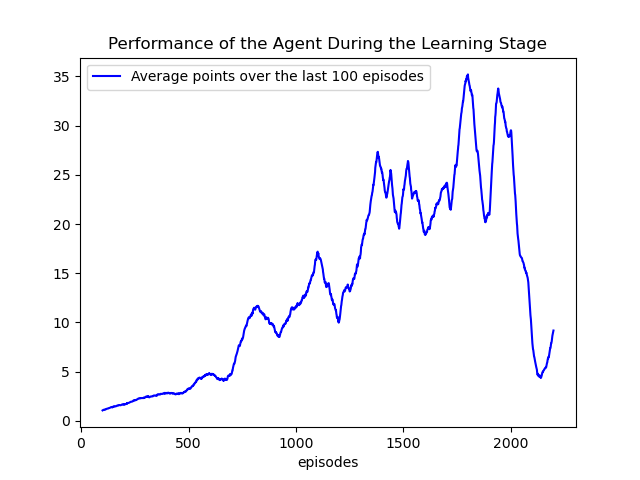 Performance of the Agent During the Learning Stage
Average points over the last 100 episodes
35
30
25
20
15
10
5
0
0 500 1000 1500 2000
episodes